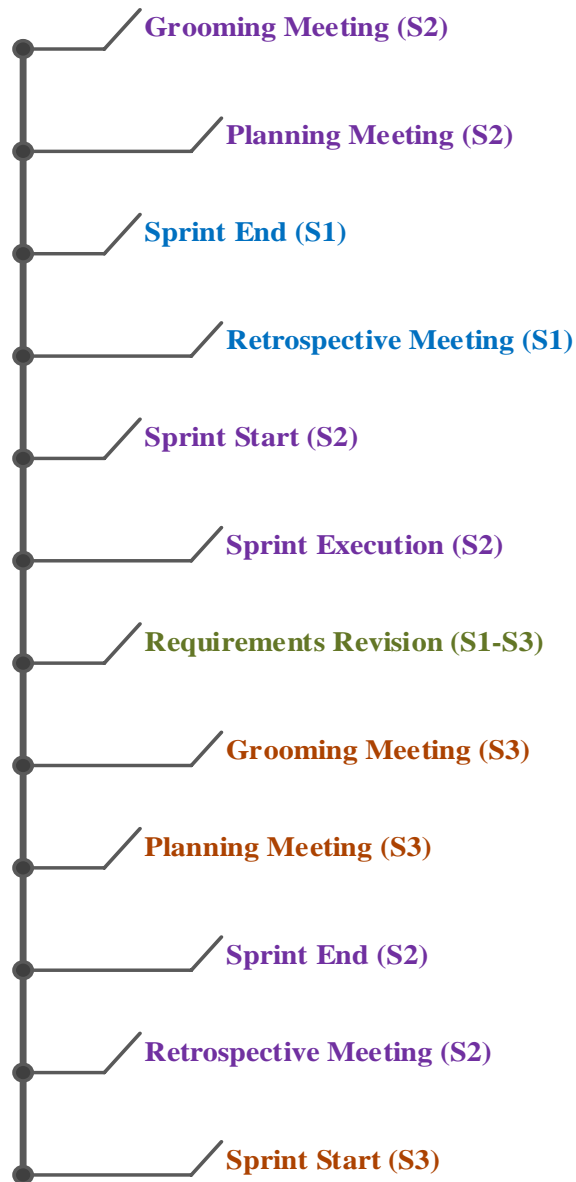 Grooming Meeting (S2)
Planning Meeting (S2)
Sprint End (S1)
Retrospective Meeting (S1)
Sprint Start (S2)
Sprint Execution (S2)
Requirements Revision (S1-S3)
Grooming Meeting (S3)
Planning Meeting (S3)
Sprint End (S2)
Retrospective Meeting (S2)
Sprint Start (S3)